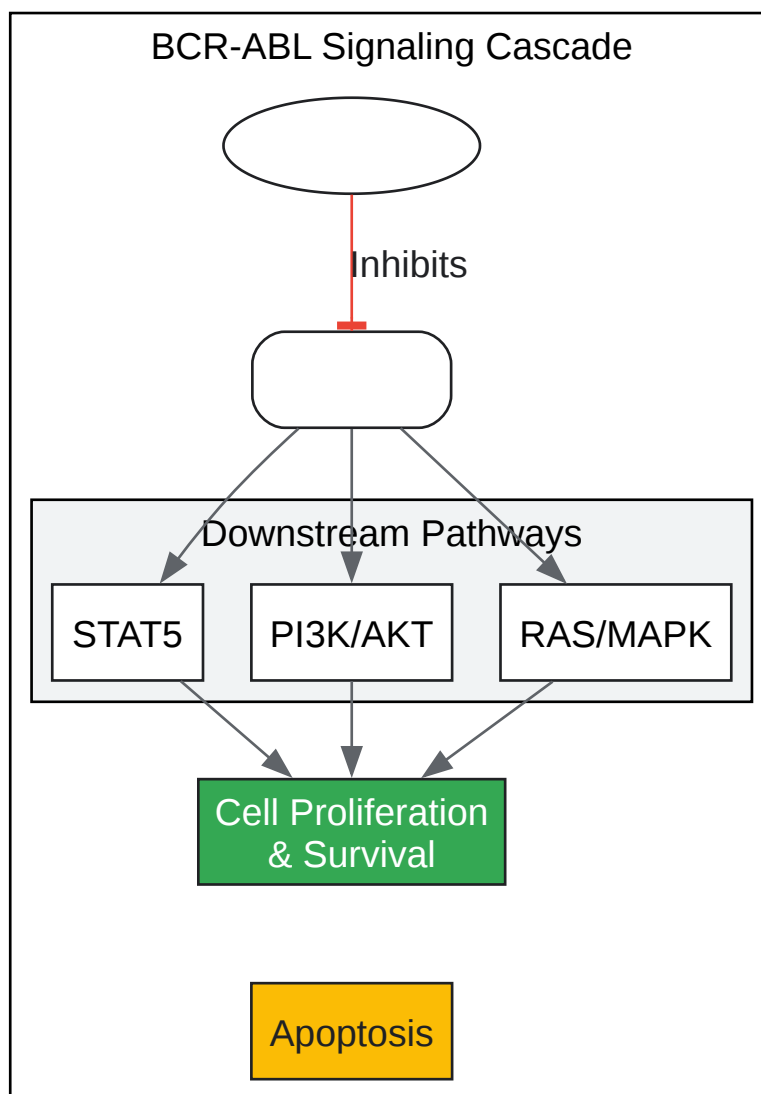 BCR-ABL Signaling Cascade
Inhibits
Downstream Pathways
STAT5
PI3K/AKT
RAS/MAPK
Cell Proliferation
& Survival
Apoptosis